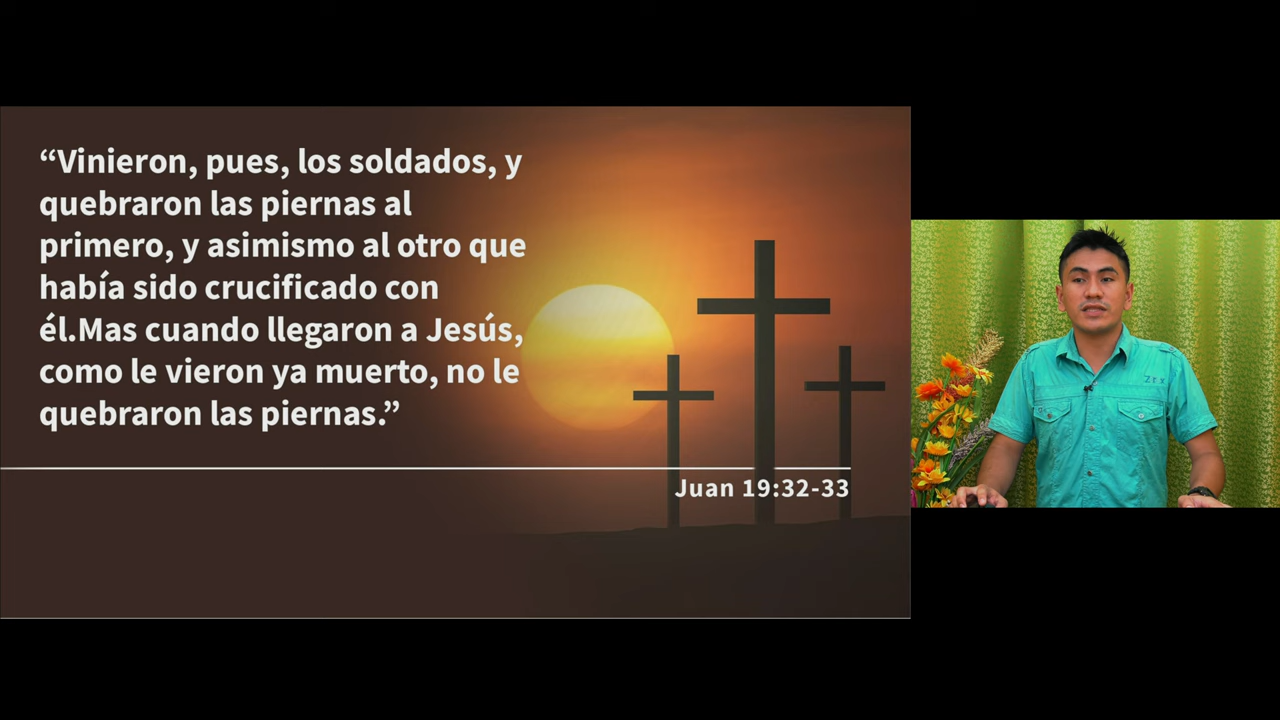 “Vinieron, pues, los soldados, y
quebraron las piernas al
primero, y asimismo al otro que
había sido crucificado con
él.Mas cuando llegaron a Jesús,
como le vieron ya muerto, no le
quebraron las piernas.”
Juan 19:32-33